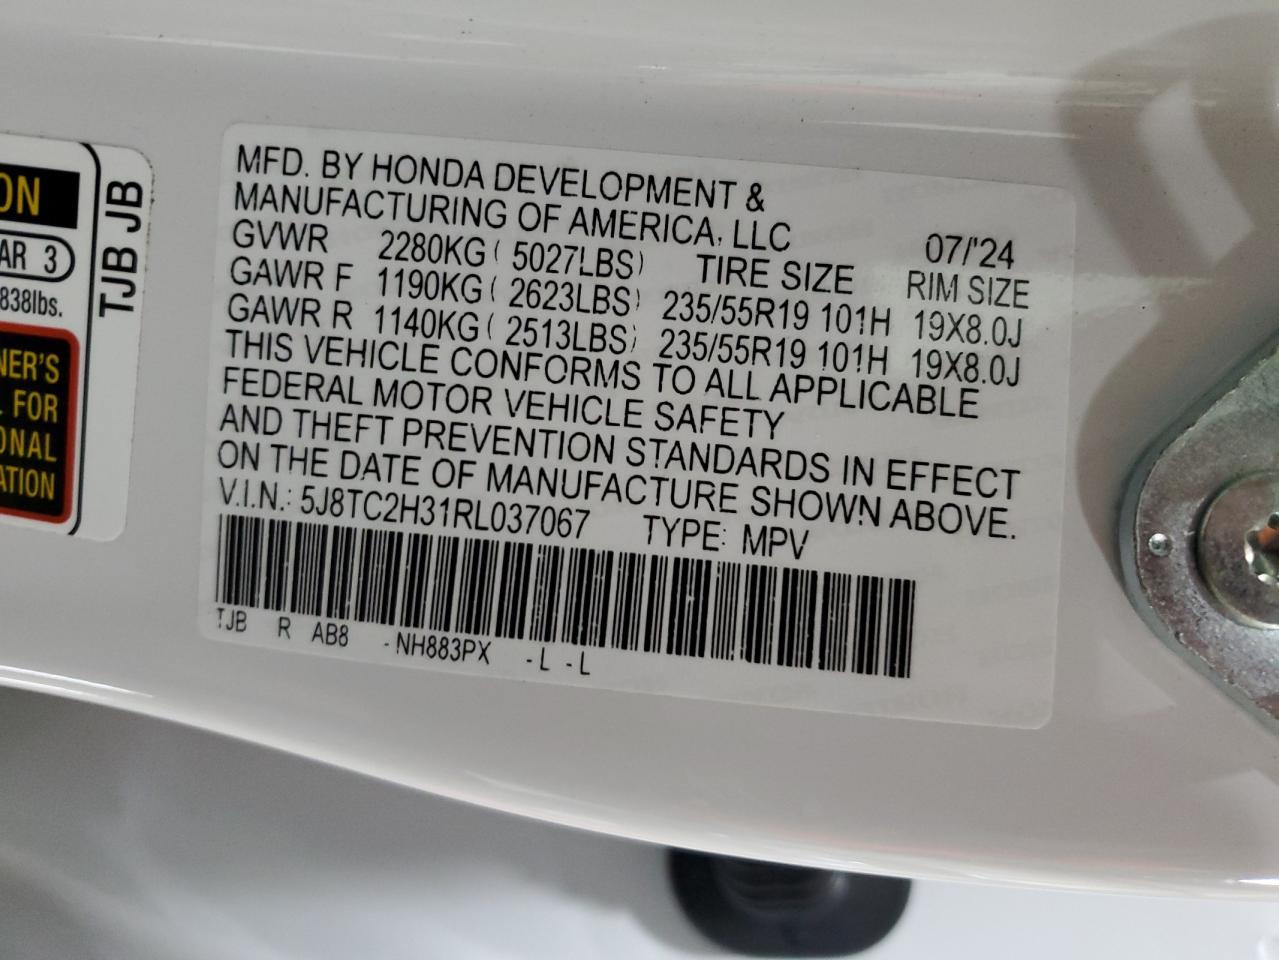 ON
AR 3
838lbs.
NER'S
FOR
ONAL
ATION
TJB JB
MFD. BY HONDA DEVELOPMENT &
MANUFACTURING OF AMERICA, LLC 07/'24
GVWR 2280KG( 5027LBS) TIRE SIZE RIM SIZE
GAWR F 1190KG( 2623LBS) 235/55R19 101H 19X8.0J
GAWR R 1140KG( 2513LBS) 235/55R19 101H 19X8.0J
THIS VEHICLE CONFORMS TO ALL APPLICABLE
FEDERAL MOTOR VEHICLE SAFETY
AND THEFT PREVENTION STANDARDS IN EFFECT
ON THE DATE OF MANUFACTURE SHOWN ABOVE.
V.I.N.: 5J8TC2H31RL037067 TYPE: MPV
TJB R AB8 -NH883PX -L -L